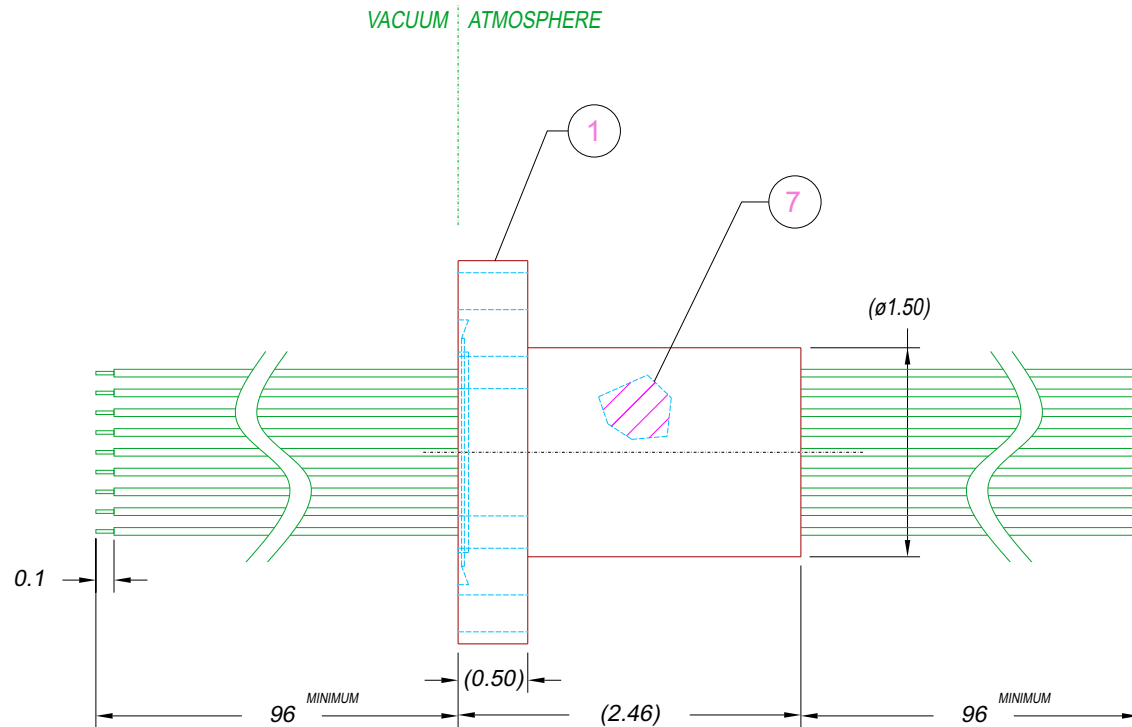 VACUUM ATMOSPHERE
1
7
(ø1.50)
0.1
(0.50)
96 MINIMUM
(2.46)
96 MINIMUM